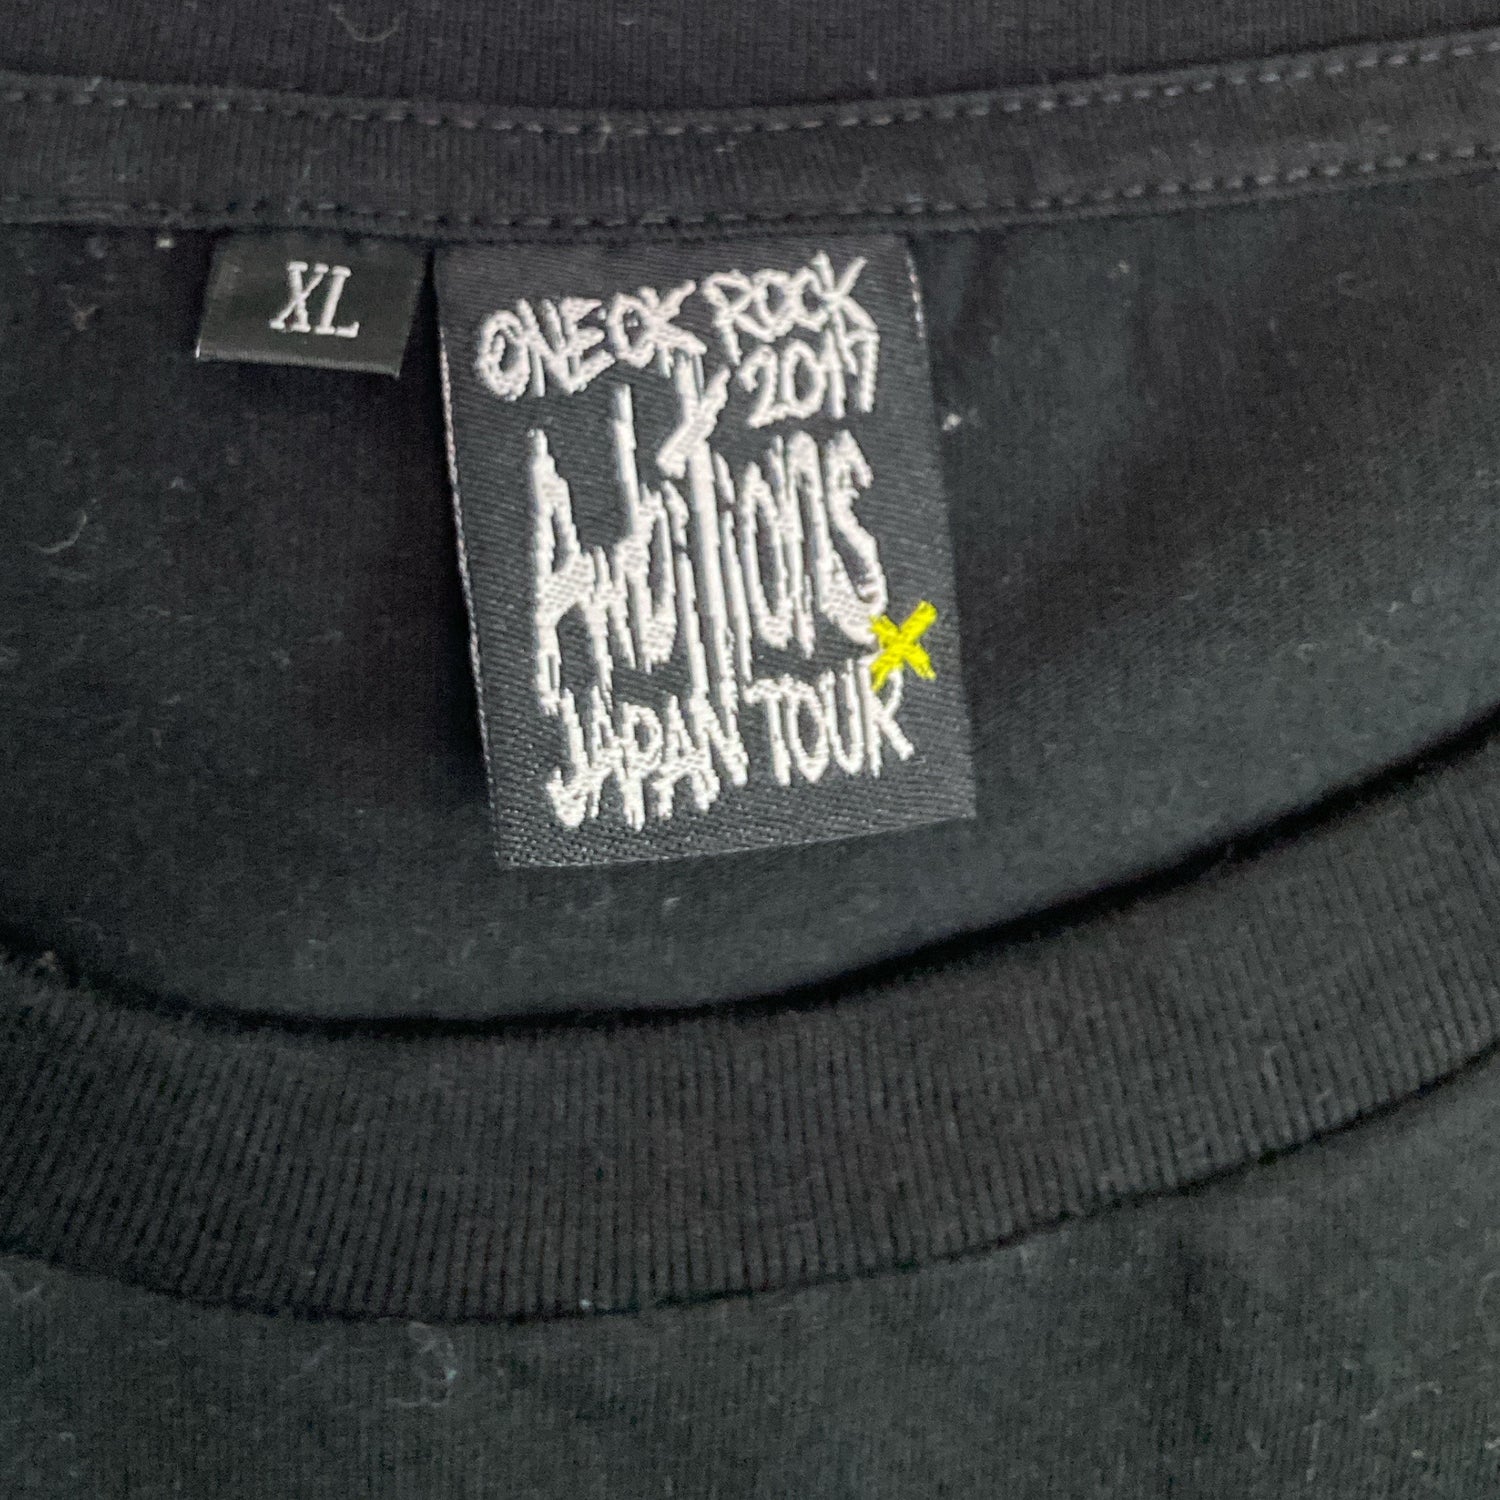 XL
ONE OK ROCK
2017
Ambitions
JAPAN TOUR